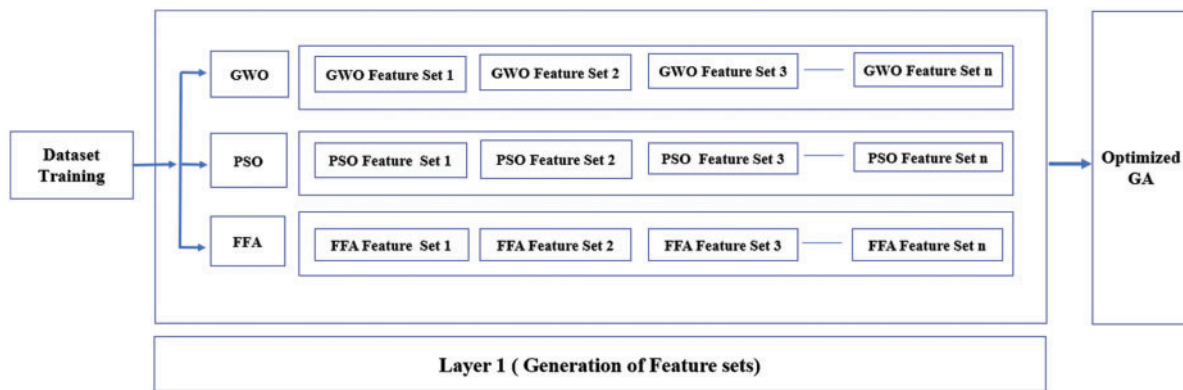 GWO
GWO Feature Set 1
GWO Feature Set 2
GWO Feature Set 3
GWO Feature Set n
Dataset
Training
PSO
PSO Feature Set 1
PSO Feature Set 2
PSO Feature Set 3
PSO Feature Set n
Optimized
GA
FFA
FFA Feature Set 1
FFA Feature Set 2
FFA Feature Set 3
FFA Feature Set n
Layer 1 ( Generation of Feature sets)